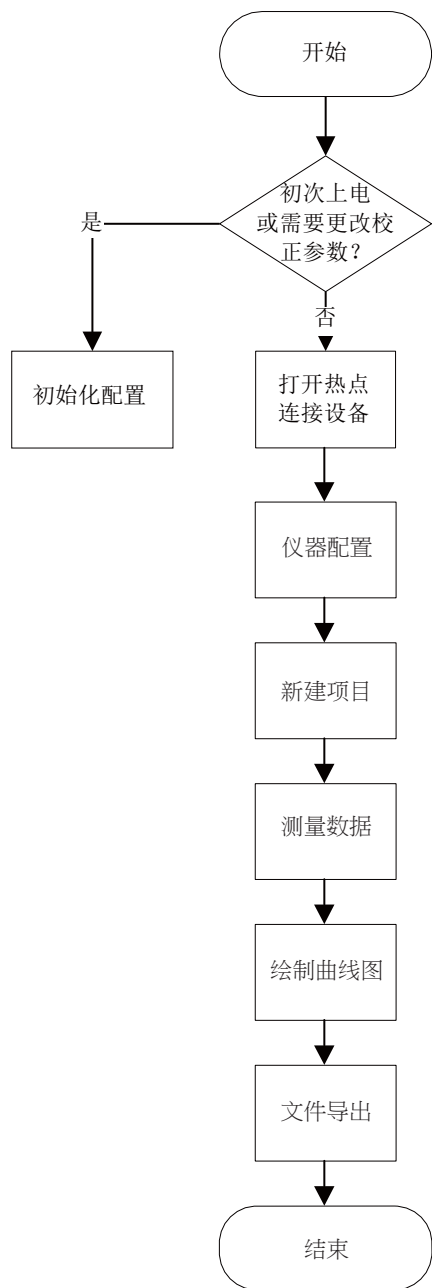 开始
初次上电
或需要更改校
正参数?
是
否
初始化配置
打开热点
连接设备
仪器配置
新建项目
测量数据
绘制曲线图
文件导出
结束